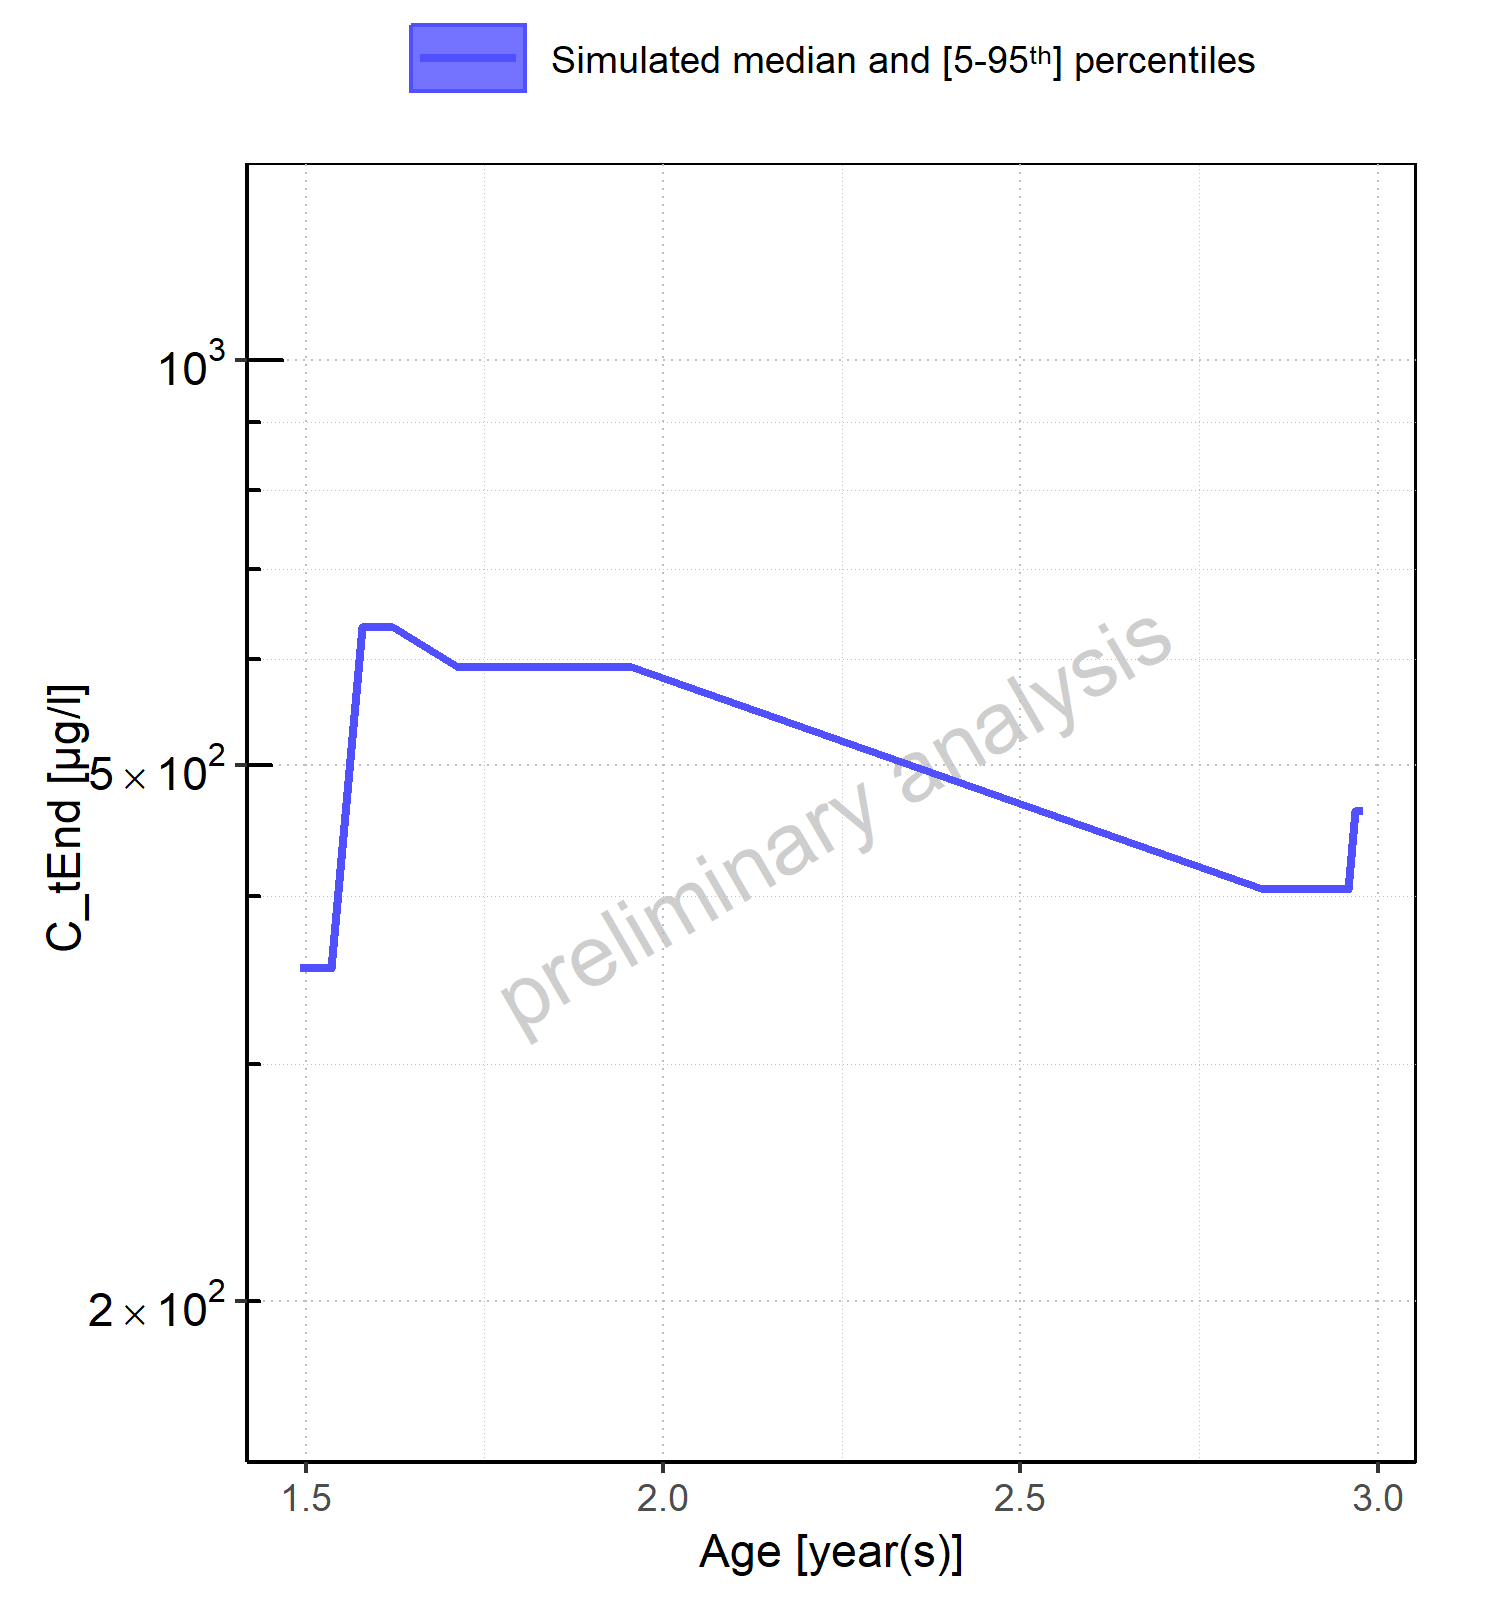 Simulated median and [5-95ᵗʰ] percentiles
10³
5 × 10²
2 × 10²
C_tEnd [µg/l]
preliminary analysis
1.5 2.0 2.5 3.0
Age [year(s)]